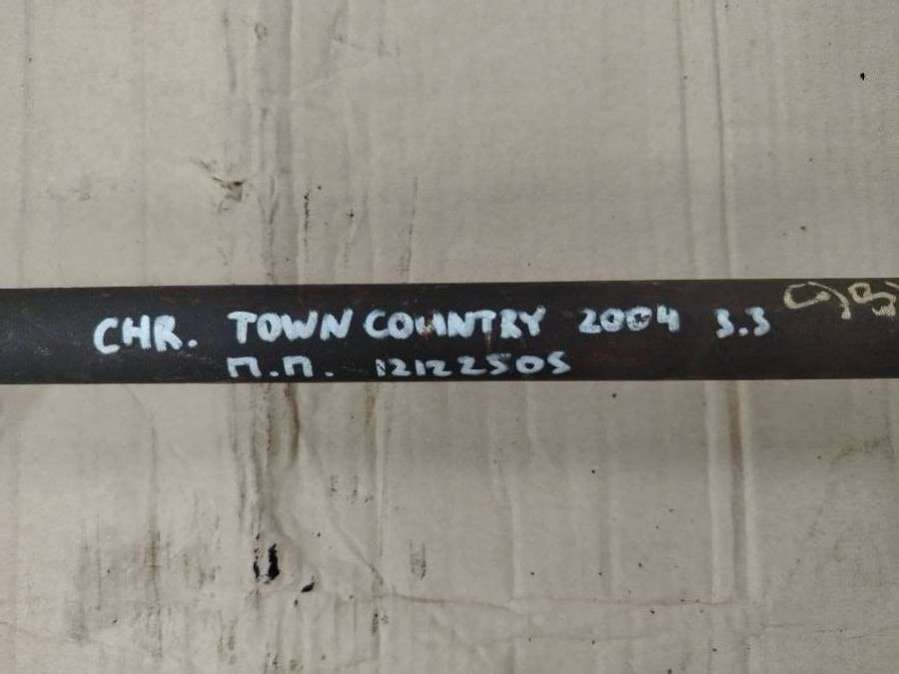 CHR. TOWN COUNTRY 2004 3.3
П.П. 12122505